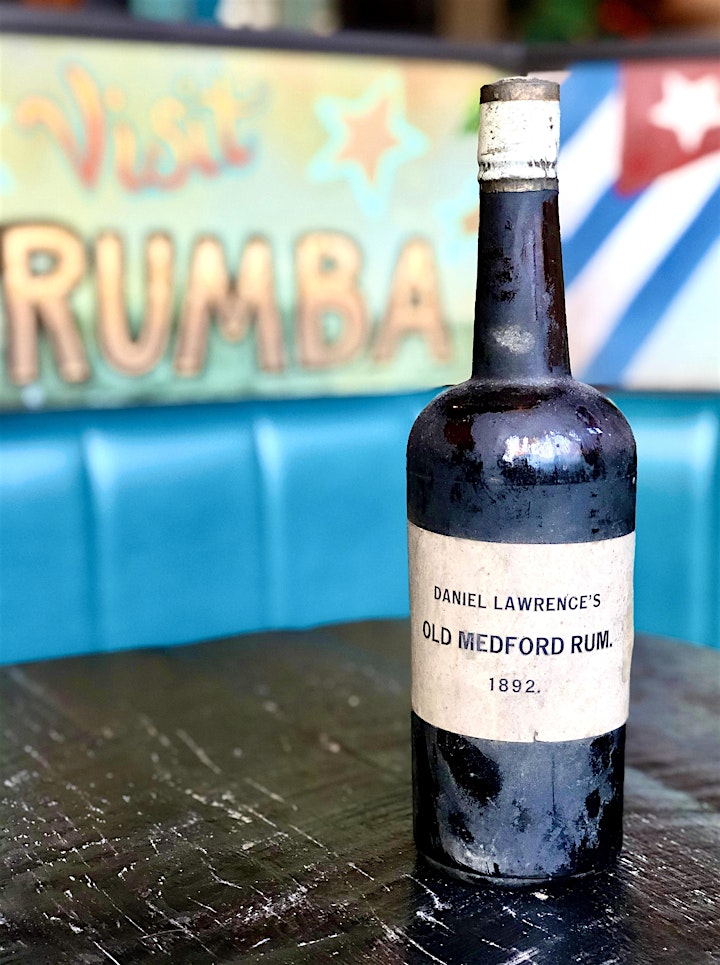 Visit
RUMBA
DANIEL LAWRENCE'S
OLD MEDFORD RUM.
1892.